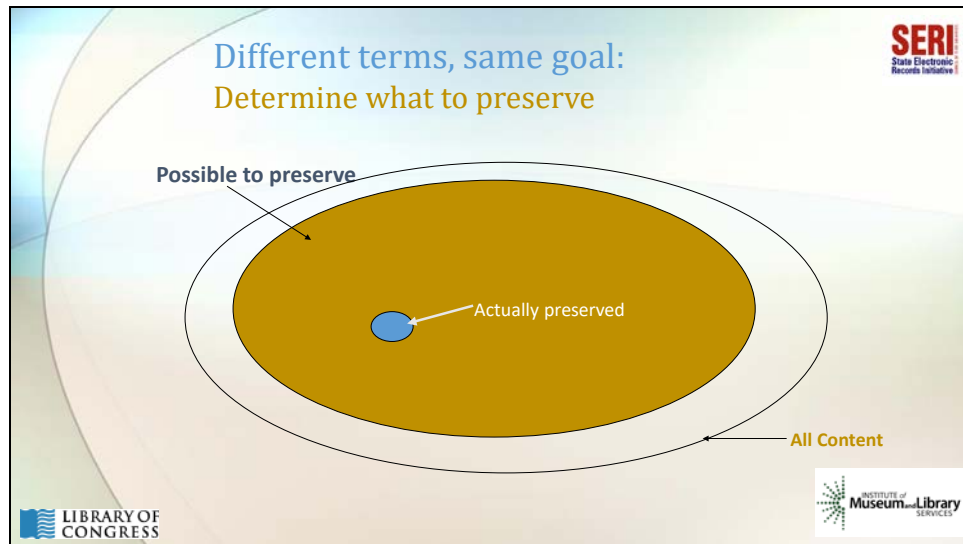 Different terms, same goal:
Determine what to preserve
SERI
State Electronic
Records Initiative
Possible to preserve
Actually preserved
All Content
LIBRARY OF
CONGRESS
INSTITUTE of
Museum and Library
SERVICES